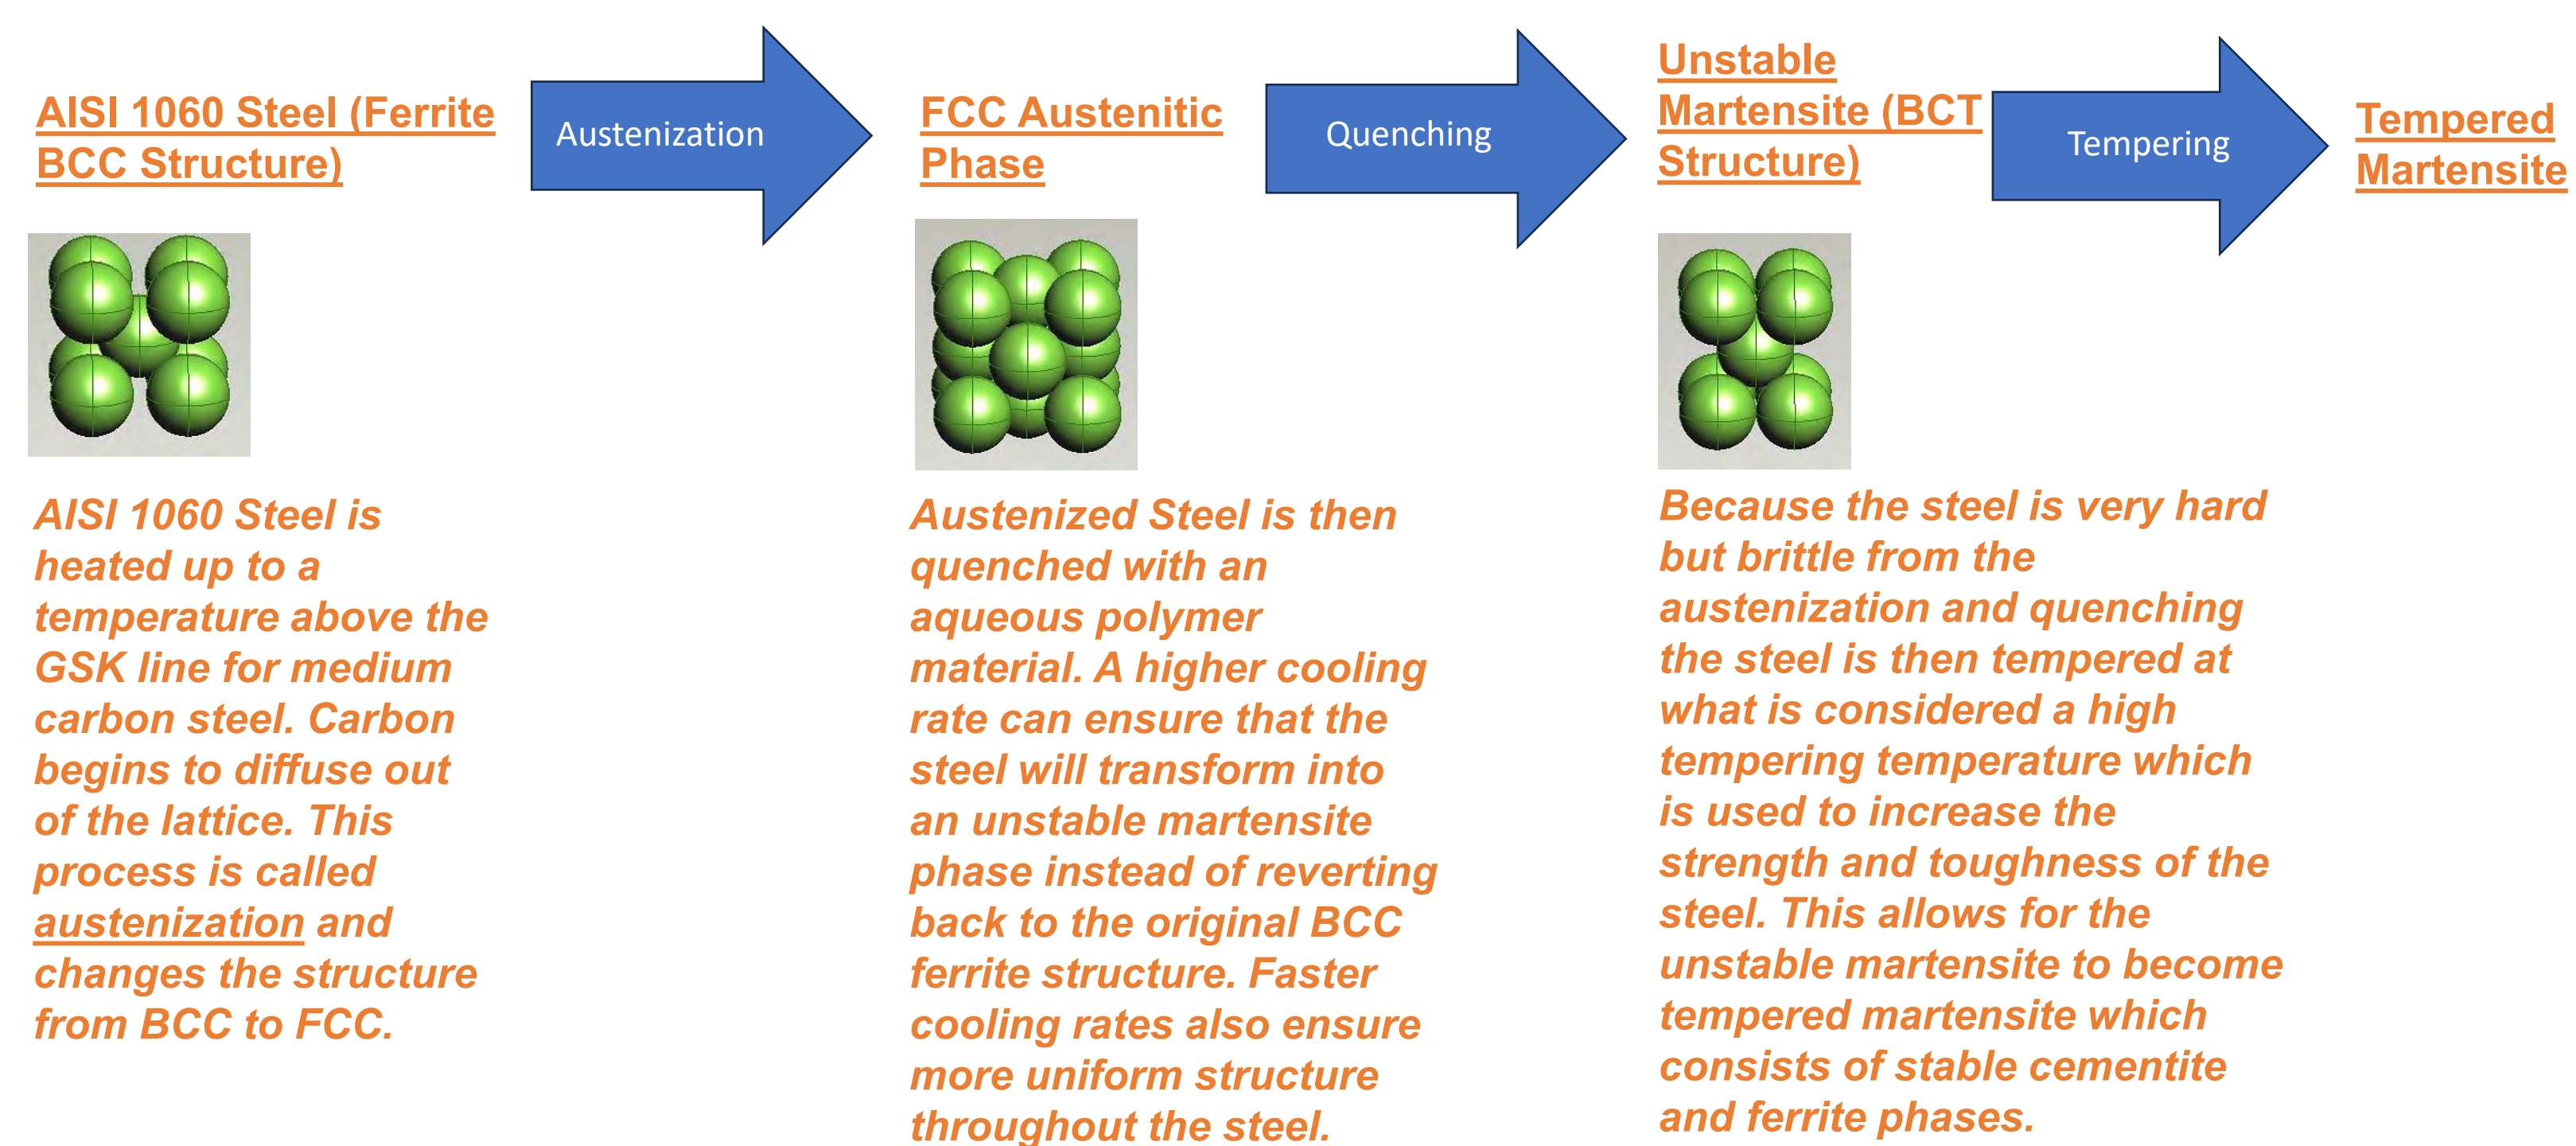 AISI 1060 Steel (Ferrite
BCC Structure)
Austenization
FCC Austenitic
Phase
Quenching
Unstable
Martensite (BCT
Structure)
Tempering
Tempered
Martensite
AISI 1060 Steel is
heated up to a
temperature above the
GSK line for medium
carbon steel. Carbon
begins to diffuse out
of the lattice. This
process is called
austenization and
changes the structure
from BCC to FCC.
Austenized Steel is then
quenched with an
aqueous polymer
material. A higher cooling
rate can ensure that the
steel will transform into
an unstable martensite
phase instead of reverting
back to the original BCC
ferrite structure. Faster
cooling rates also ensure
more uniform structure
throughout the steel.
Because the steel is very hard
but brittle from the
austenization and quenching
the steel is then tempered at
what is considered a high
tempering temperature which
is used to increase the
strength and toughness of the
steel. This allows for the
unstable martensite to become
tempered martensite which
consists of stable cementite
and ferrite phases.